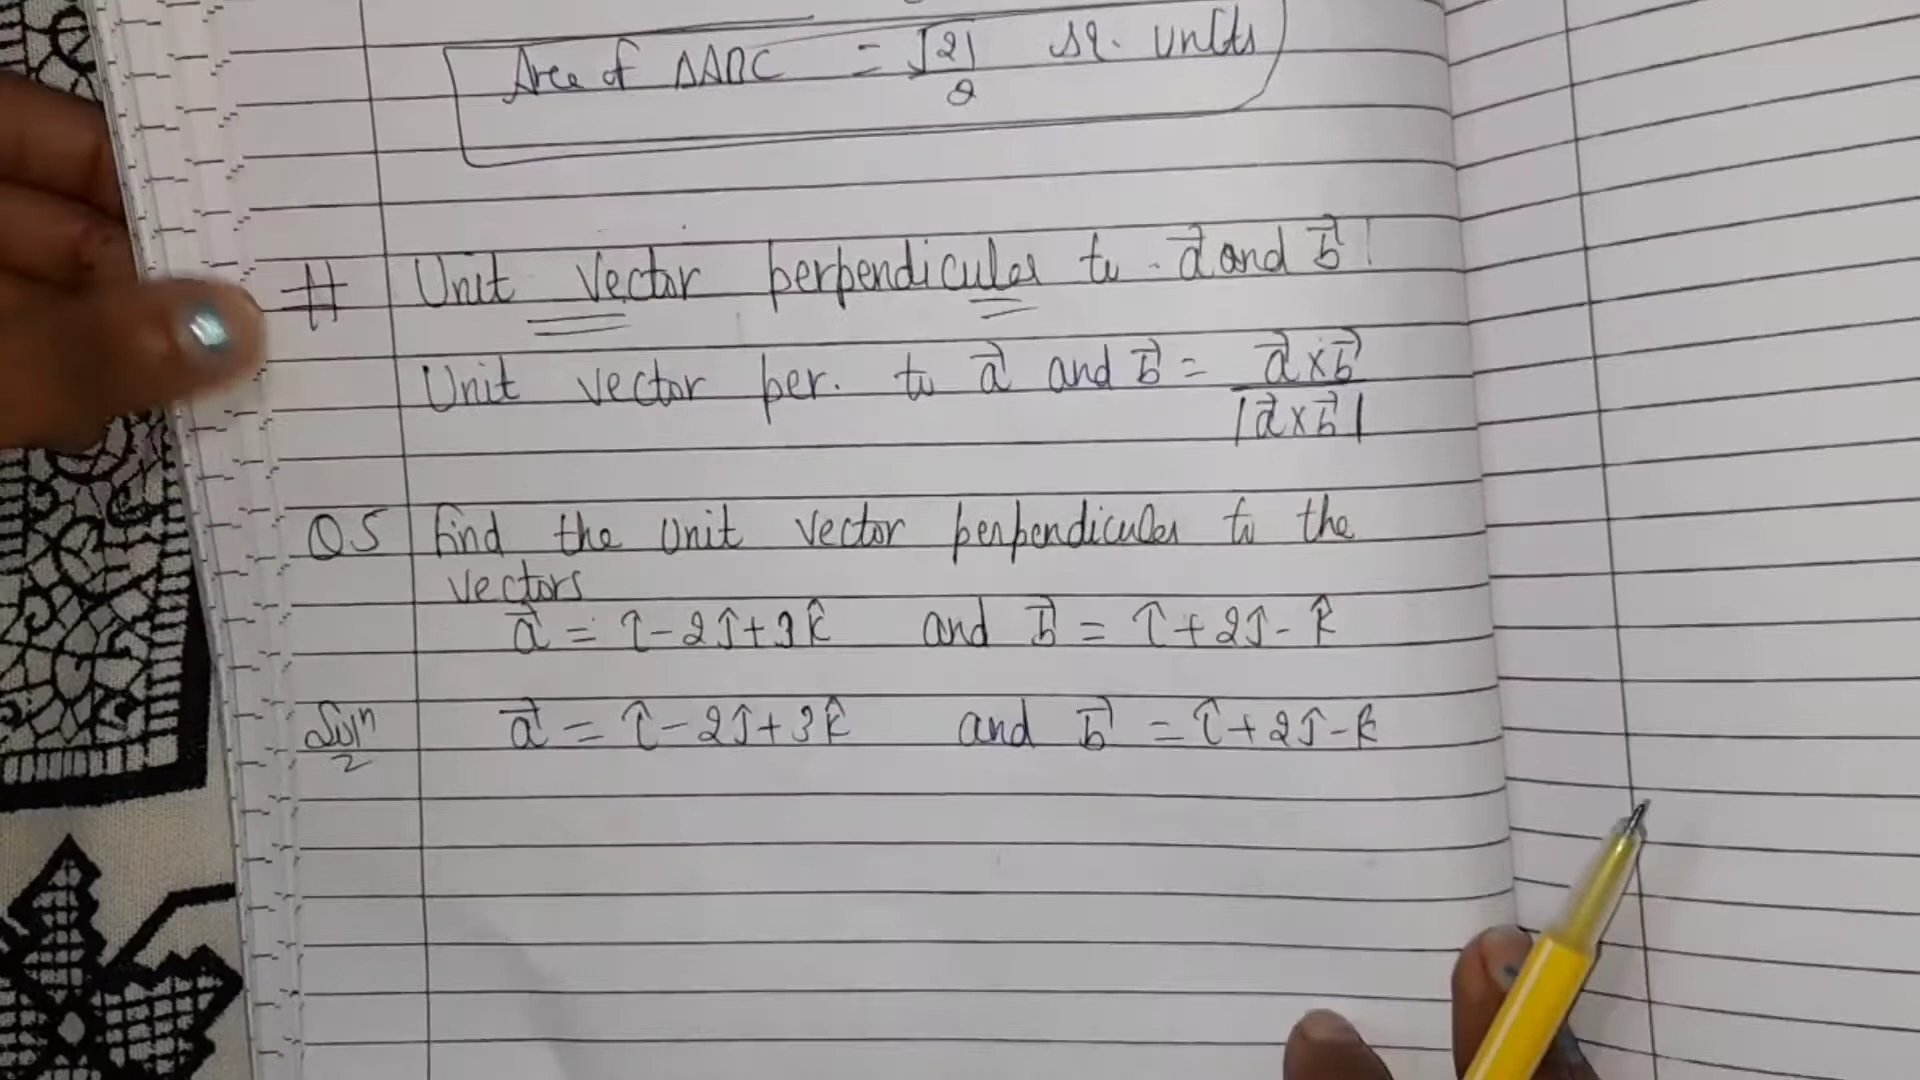 Area of ΔABC = √21/2 sq. units
# Unit Vector perpendicular to a⃗ and b⃗
Unit vector per. to a⃗ and b⃗ = a⃗×b⃗ / |a⃗×b⃗|
Q5 find the unit vector perpendicular to the
vectors
a⃗ = î-2ĵ+3k̂ and b⃗ = î+2ĵ-k̂
Solⁿ a⃗ = î-2ĵ+3k̂ and b⃗ = î+2ĵ-k̂